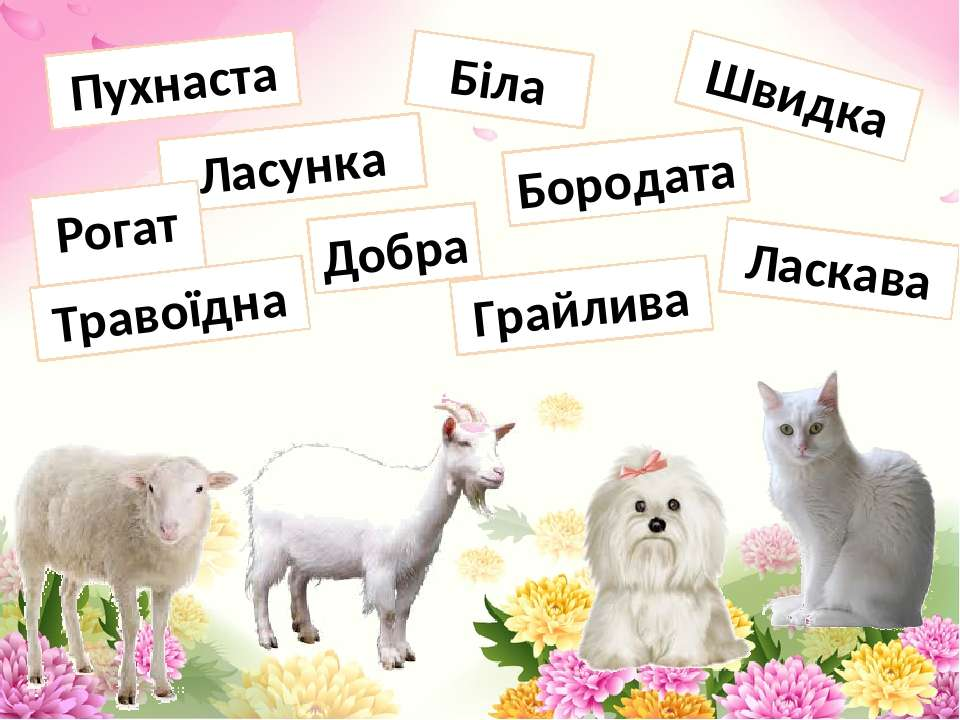 Пухнаста
Біла
Швидка
Ласунка
Бородата
Рогат
Добра
Ласкава
Травоїдна
Грайлива